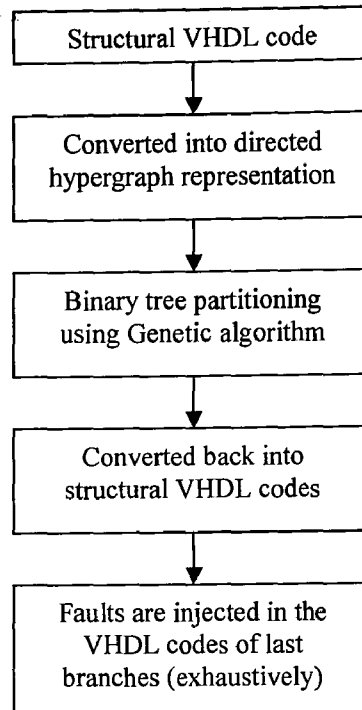 Structural VHDL code
Converted into directed
hypergraph representation
Binary tree partitioning
using Genetic algorithm
Converted back into
structural VHDL codes
Faults are injected in the
VHDL codes of last
branches (exhaustively)